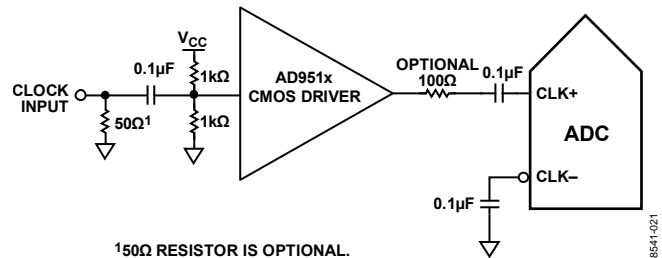 V_CC
0.1µF
1kΩ
CLOCK
INPUT
50Ω¹
1kΩ
AD951x
CMOS DRIVER
OPTIONAL
100Ω
0.1µF
CLK+
ADC
CLK–
0.1µF
¹50Ω RESISTOR IS OPTIONAL.
8541-021